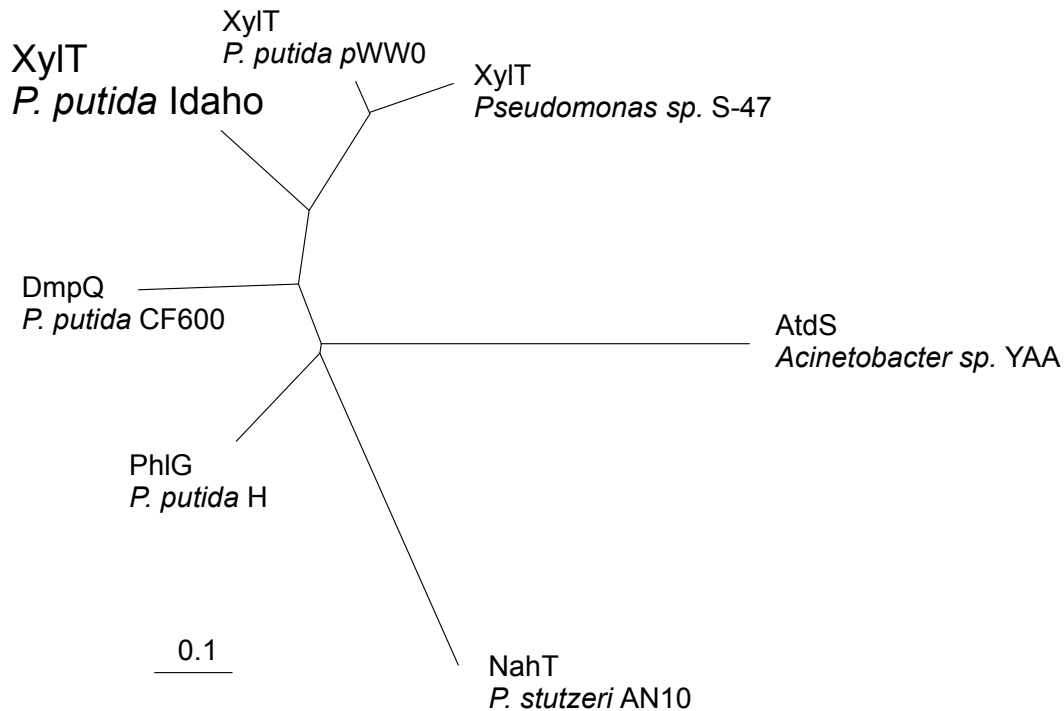 XylT
P. putida pWW0
XylT
P. putida Idaho
XylT
Pseudomonas sp. S-47
DmpQ
P. putida CF600
AtdS
Acinetobacter sp. YAA
PhlG
P. putida H
0.1
NahT
P. stutzeri AN10